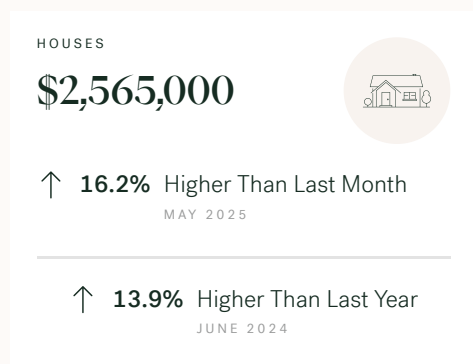 HOUSES
$2,565,000
↑ 16.2% Higher Than Last Month
MAY 2025
↑ 13.9% Higher Than Last Year
JUNE 2024